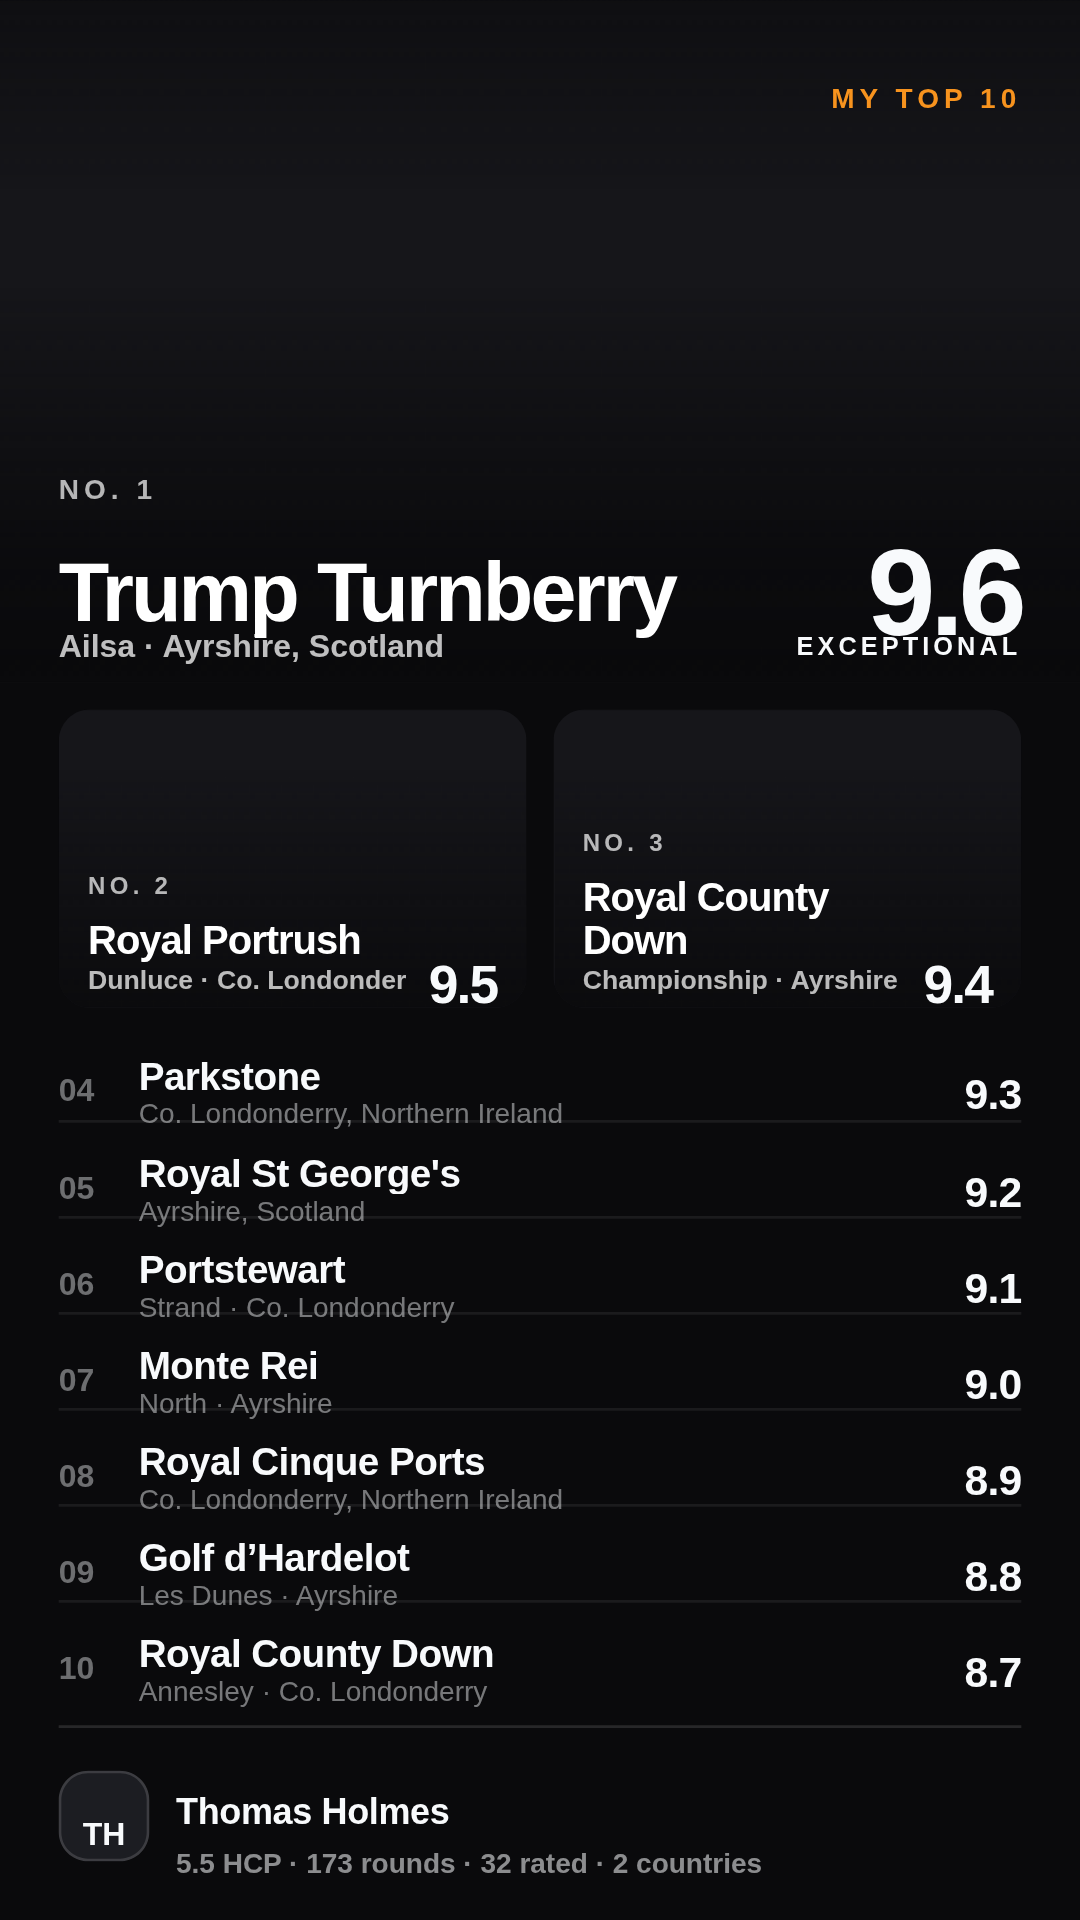 MY TOP 10
NO. 1
Trump Turnberry
9.6
Ailsa · Ayrshire, Scotland
EXCEPTIONAL
NO. 2
Royal Portrush
Dunluce · Co. Londonder
9.5
NO. 3
Royal County
Down
Championship · Ayrshire
9.4
04
Parkstone
Co. Londonderry, Northern Ireland
9.3
05
Royal St George's
Ayrshire, Scotland
9.2
06
Portstewart
Strand · Co. Londonderry
9.1
07
Monte Rei
North · Ayrshire
9.0
08
Royal Cinque Ports
Co. Londonderry, Northern Ireland
8.9
09
Golf d’Hardelot
Les Dunes · Ayrshire
8.8
10
Royal County Down
Annesley · Co. Londonderry
8.7
TH
Thomas Holmes
5.5 HCP · 173 rounds · 32 rated · 2 countries